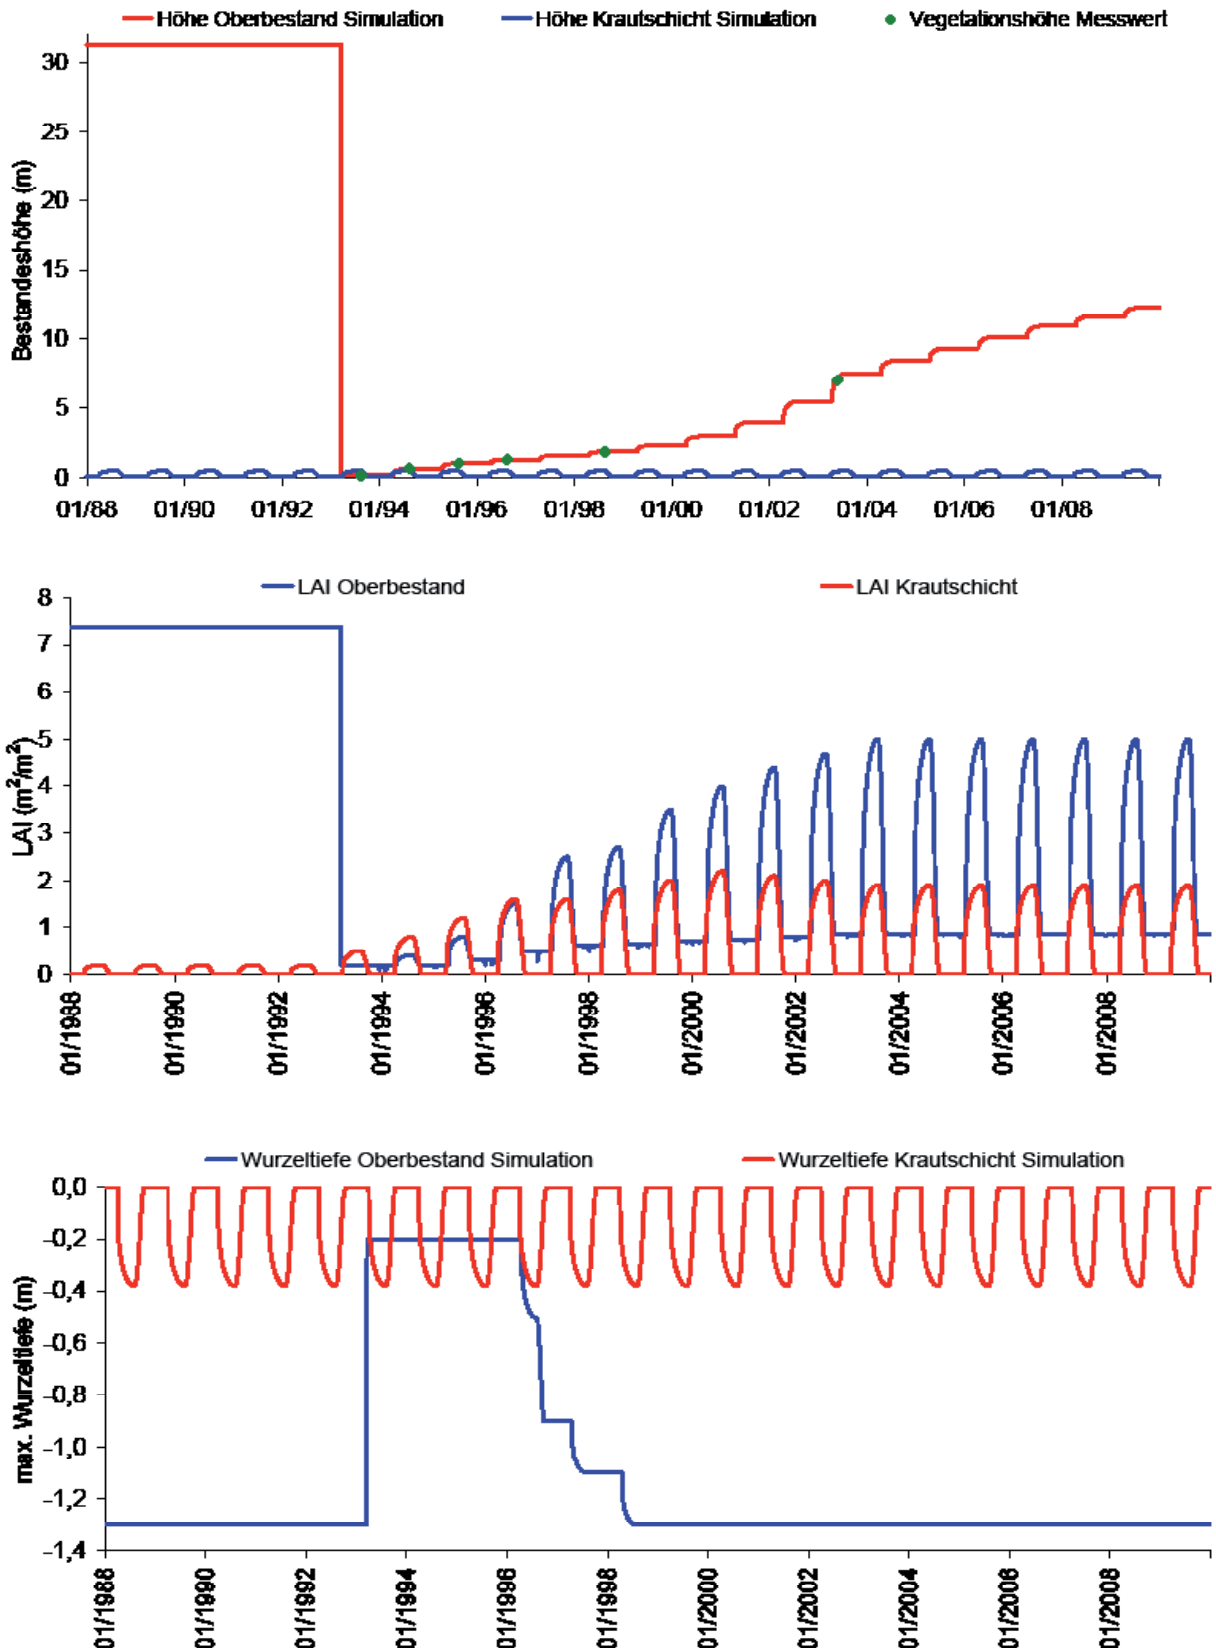 Höhe Oberbestand Simulation Höhe Krautschicht Simulation Vegetationshöhe Messwert
Bestandeshöhe (m)
30
25
20
15
10
5
0
01/88 01/90 01/92 01/94 01/96 01/98 01/00 01/02 01/04 01/06 01/08
LAI Oberbestand LAI Krautschicht
LAI (m²/m²)
8
7
6
5
4
3
2
1
0
01/1988 01/1990 01/1992 01/1994 01/1996 01/1998 01/2000 01/2002 01/2004 01/2006 01/2008
Wurzeltiefe Oberbestand Simulation Wurzeltiefe Krautschicht Simulation
max. Wurzeltiefe (m)
0,0
–0,2
–0,4
–0,6
–0,8
–1,0
–1,2
–1,4
01/1988 01/1990 01/1992 01/1994 01/1996 01/1998 01/2000 01/2002 01/2004 01/2006 01/2008